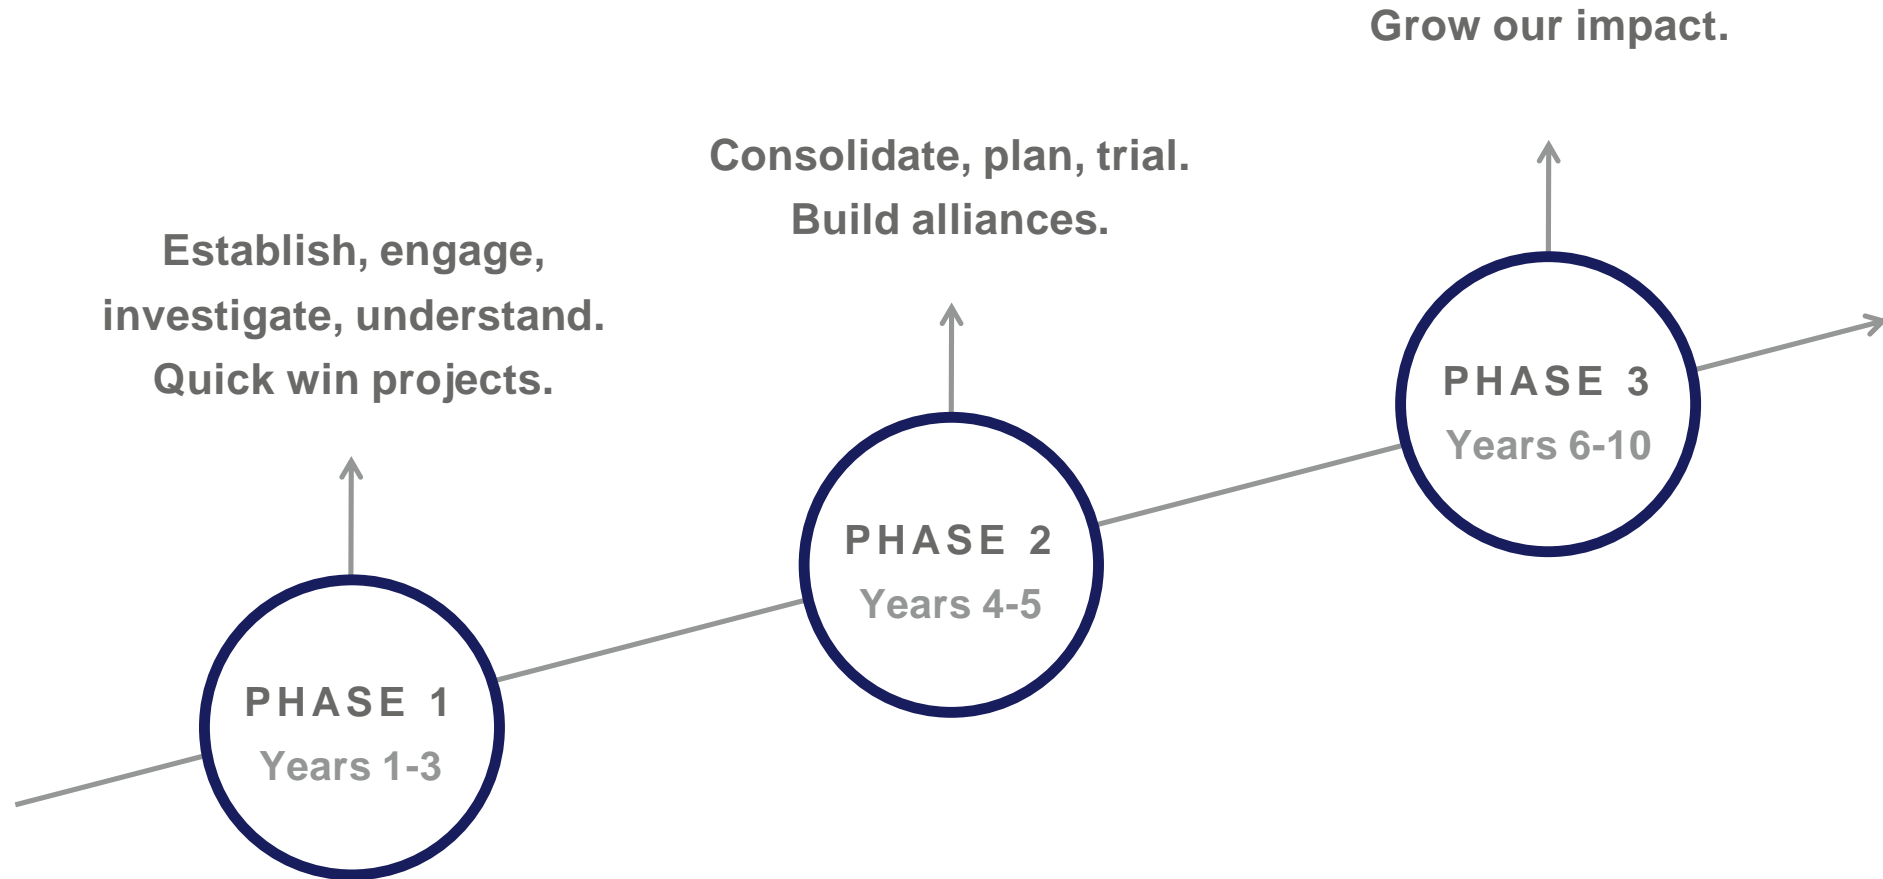 Grow our impact.
Consolidate, plan, trial.
Build alliances.
Establish, engage,
investigate, understand.
Quick win projects.
PHASE 3
Years 6-10
PHASE 2
Years 4-5
PHASE 1
Years 1-3